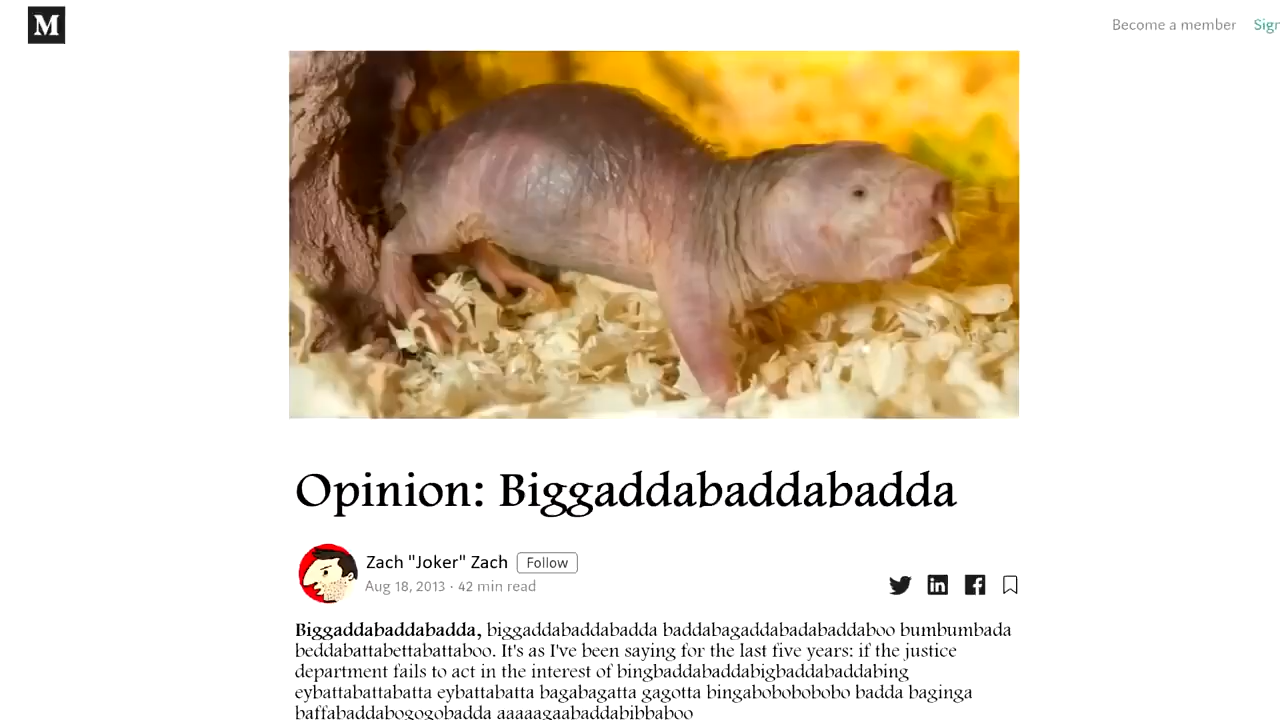 M
Become a member Sign
Opinion: Biggaddabaddabadda
Zach "Joker" Zach Follow
Aug 18, 2013 · 42 min read
Biggaddabaddabadda, biggaddabaddabadda baddabagaddabadabaddaboo bumbumbada
beddabattabettabattaboo. It's as I've been saying for the last five years: if the justice
department fails to act in the interest of bingbaddabaddabigbaddabaddabing
eybattabattabatta eybattabatta bagabagatta gagotta bingabobobobobo badda baginga
baffabaddabogogobadda aaaaagaabaddabibbaboo